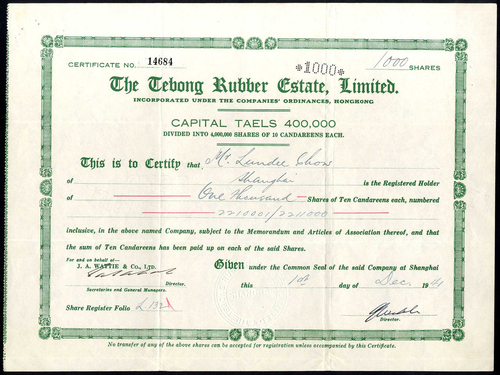 CERTIFICATE NO. 14684 *1000* 1000 SHARES
The Tebong Rubber Estate, Limited.
INCORPORATED UNDER THE COMPANIES' ORDINANCES, HONGKONG
CAPITAL TAELS 400,000
DIVIDED INTO 4,000,000 SHARES OF 10 CANDAREENS EACH.
This is to Certify that Mr. Lundee Chow
of Shanghai is the Registered Holder
of One Thousand Shares of Ten Candareens each, numbered
2210001/2211000
inclusive, in the above named Company, subject to the Memorandum and Articles of Association thereof, and that
the sum of Ten Candareens has been paid up on each of the said Shares.
For and on behalf of—
J. A. WATTIE & Co., LTD.
Director.
Secretaries and General Managers.
Share Register Folio L 132
Given under the Common Seal of the said Company at Shanghai
this 1st day of Dec. 1941
Director.
No transfer of any of the above shares can be accepted for registration unless accompanied by this Certificate.